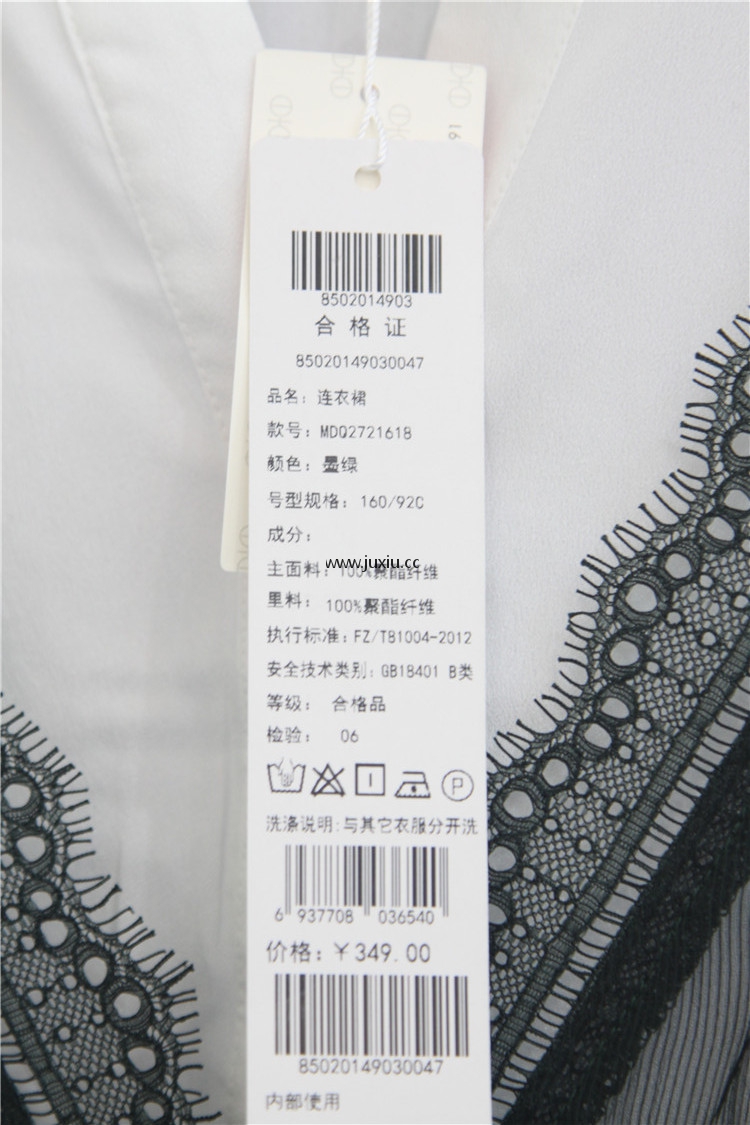 91
8502014903
合格证
85020149030047
品名：连衣裙
款号：MDQ2721618
颜色：墨绿
号型规格：160/92C
成分：
主面料：100%聚酯纤维
www.juxiu.cc
里料：100%聚酯纤维
执行标准：FZ/T81004-2012
安全技术类别：GB18401 B类
等级：合格品
检验：06
P
洗涤说明:与其它衣服分开洗
6 937708 036540
价格：￥349.00
85020149030047
内部使用